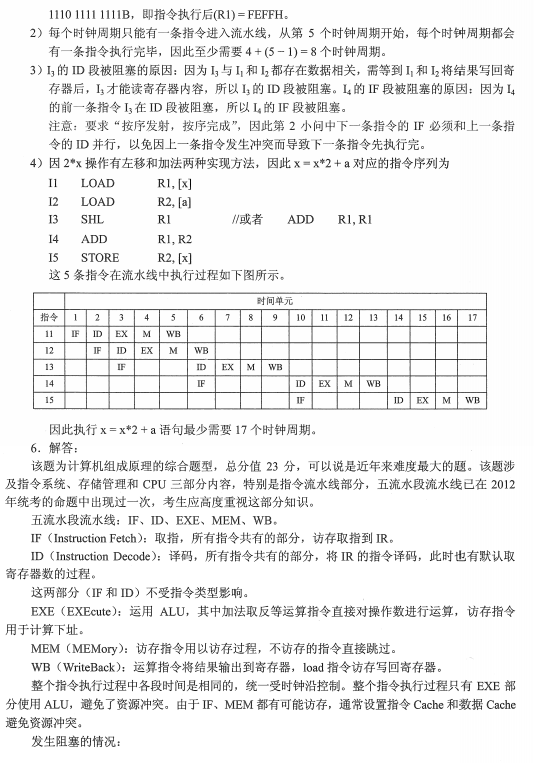 1110 1111 1111B，即指令执行后(R1) = FEFFH。
2）每个时钟周期只能有一条指令进入流水线，从第 5 个时钟周期开始，每个时钟周期都会
有一条指令执行完毕，因此至少需要 4 + (5 − 1) = 8 个时钟周期。
3）I3的 ID 段被阻塞的原因：因为 I3 与 I1 和 I2 都存在数据相关，需等到 I1 和 I2 将结果写回寄
存器后，I3 才能读寄存器内容，所以 I3 的 ID 段被阻塞。I4 的 IF 段被阻塞的原因：因为 I4
的前一条指令 I3 在 ID 段被阻塞，所以 I4 的 IF 段被阻塞。
注意：要求“按序发射，按序完成”，因此第 2 小问中下一条指令的 IF 必须和上一条指
令的 ID 并行，以免因上一条指令发生冲突而导致下一条指令先执行完。
4）因 2*x 操作有左移和加法两种实现方法，因此 x = x*2 + a 对应的指令序列为
I1 LOAD R1, [x]
I2 LOAD R2, [a]
I3 SHL R1 //或者 ADD R1, R1
I4 ADD R1, R2
I5 STORE R2, [x]
这 5 条指令在流水线中执行过程如下图所示。
时间单元
指令 1 2 3 4 5 6 7 8 9 10 11 12 13 14 15 16 17
I1 IF ID EX M WB
I2 IF ID EX M WB
I3 IF ID EX M WB
I4 IF ID EX M WB
I5 IF ID EX M WB
因此执行 x = x*2 + a 语句最少需要 17 个时钟周期。
6．解答：
该题为计算机组成原理的综合题型，总分值 23 分，可以说是近年来难度最大的题。该题涉
及指令系统、存储管理和 CPU 三部分内容，特别是指令流水线部分，五流水段流水线已在 2012
年统考的命题中出现过一次，考生应高度重视这部分知识。
五流水段流水线：IF、ID、EXE、MEM、WB。
IF（Instruction Fetch）：取指，所有指令共有的部分，访存取指到 IR。
ID（Instruction Decode）：译码，所有指令共有的部分，将 IR 的指令译码，此时也有默认取
寄存器数的过程。
这两部分（IF 和 ID）不受指令类型影响。
EXE（EXEcute）：运用 ALU，其中加法取反等运算指令直接对操作数进行运算，访存指令
用于计算下址。
MEM（MEMory）：访存指令用以访存过程，不访存的指令直接跳过。
WB（WriteBack）：运算指令将结果输出到寄存器，load 指令访存写回寄存器。
整个指令执行过程中各段时间是相同的，统一受时钟沿控制。整个指令执行过程只有 EXE 部
分使用 ALU，避免了资源冲突。由于 IF、MEM 都有可能访存，通常设置指令 Cache 和数据 Cache
避免资源冲突。
发生阻塞的情况：